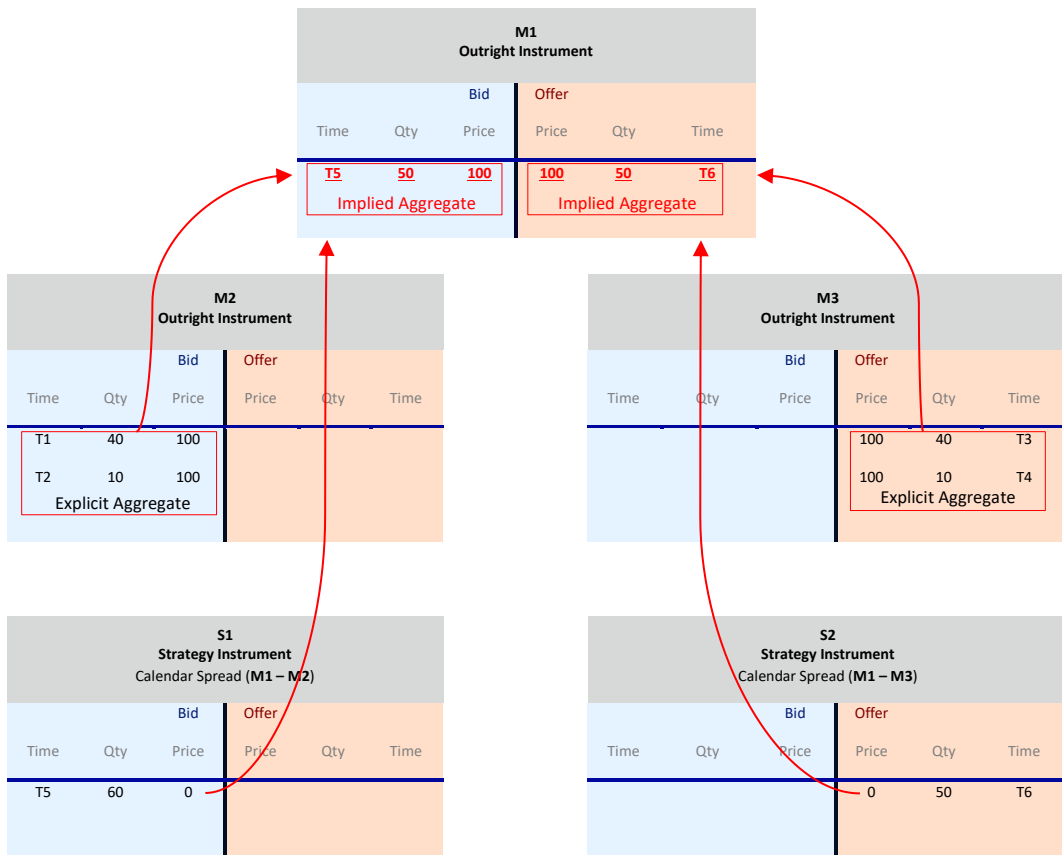 M1
Outright Instrument
Bid Offer
Time Qty Price Price Qty Time
T5 50 100 100 50 T6
Implied Aggregate Implied Aggregate
M2
Outright Instrument
Bid Offer
Time Qty Price Price Qty Time
T1 40 100
T2 10 100
Explicit Aggregate
M3
Outright Instrument
Bid Offer
Time Qty Price Price Qty Time
100 40 T3
100 10 T4
Explicit Aggregate
S1
Strategy Instrument
Calendar Spread (M1 – M2)
Bid Offer
Time Qty Price Price Qty Time
T5 60 0
S2
Strategy Instrument
Calendar Spread (M1 – M3)
Bid Offer
Time Qty Price Price Qty Time
0 50 T6